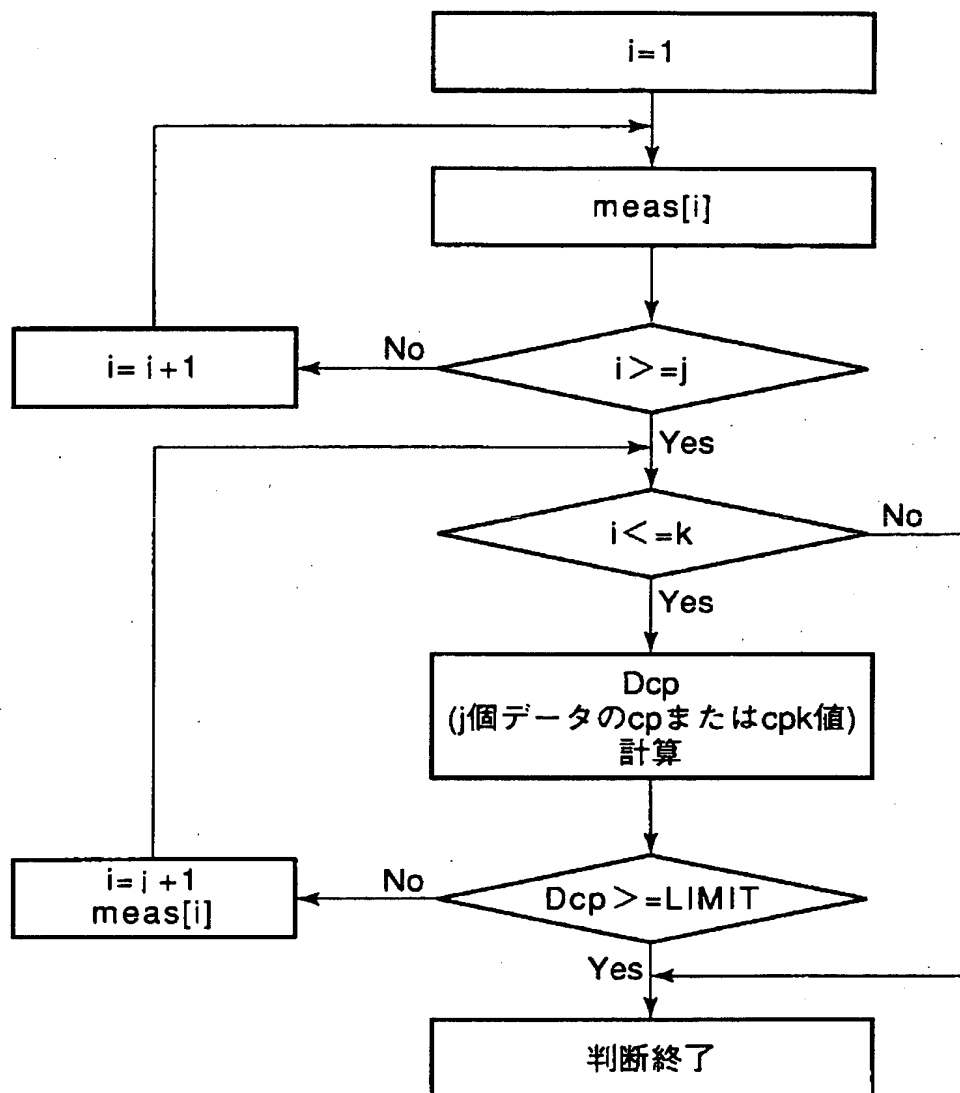 i=1
meas[i]
i=i+1
No
i>=j
Yes
i<=k
No
Yes
Dcp
(j個データのcpまたはcpk値)
計算
i=i+1
meas[i]
No
Dcp>=LIMIT
Yes
判断終了